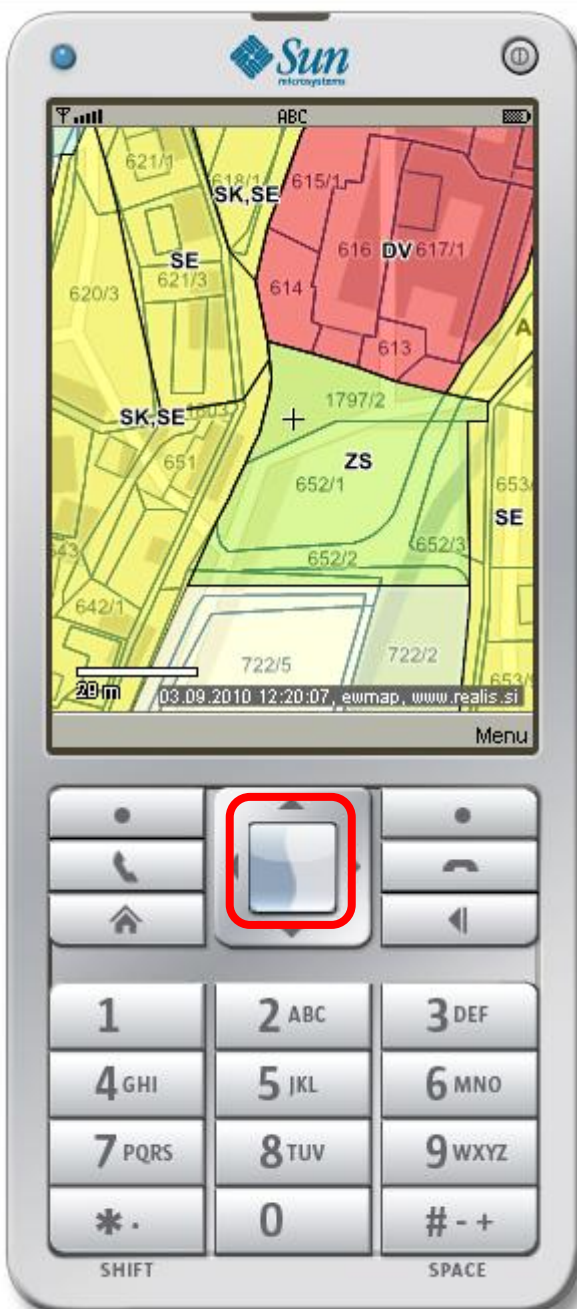 Sun
microsystems
ABC
621/1
618/1
615/1
SK,SE
616 DV 617/1
SE
621/3
620/3
614
A
613
1797/2
SK,SE
651
ZS
652/1
653/
SE
652/3
652/2
643
642/1
722/5
722/2
653/9
20 m
03.09.2010 12:20:07, ewmap, www.realis.si
Menu
1
2 ABC
3 DEF
4 GHI
5 JKL
6 MNO
7 PQRS
8 TUV
9 WXYZ
* .
0
# - +
SHIFT
SPACE